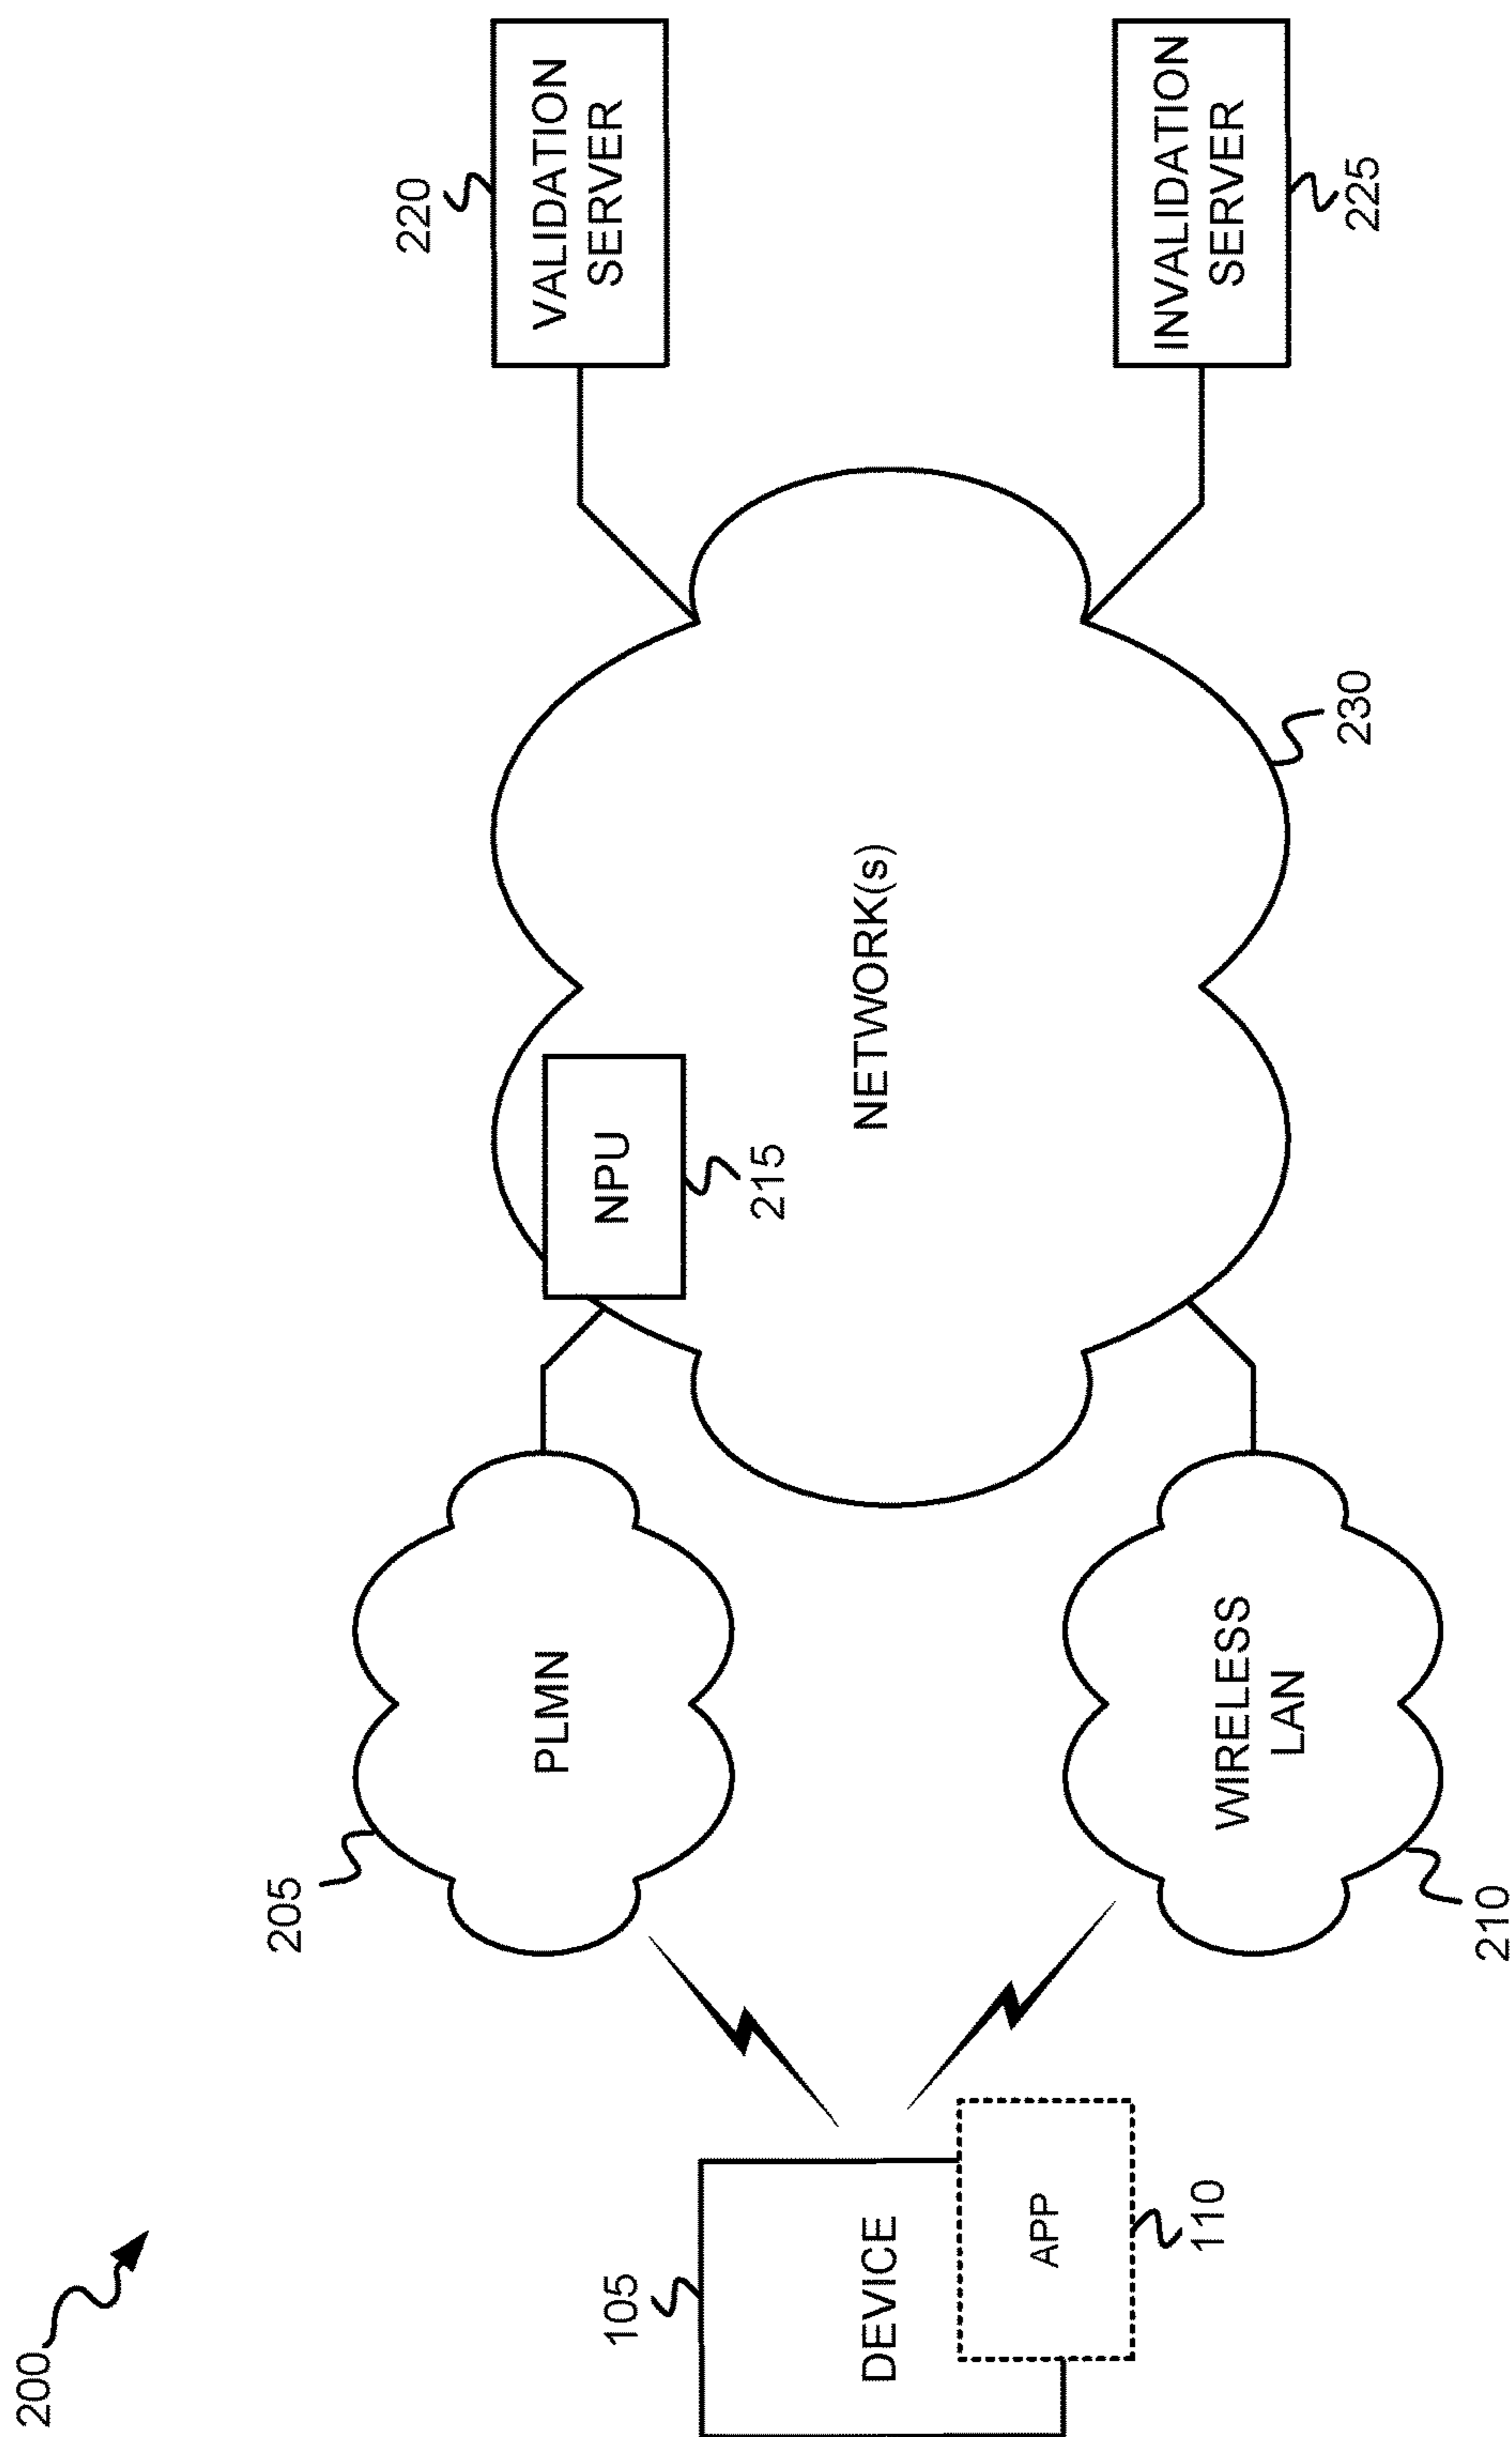 200
105
DEVICE
APP
110
205
PLMN
WIRELESS
LAN
210
NPU
215
NETWORK(s)
230
220
VALIDATION
SERVER
INVALIDATION
SERVER
225